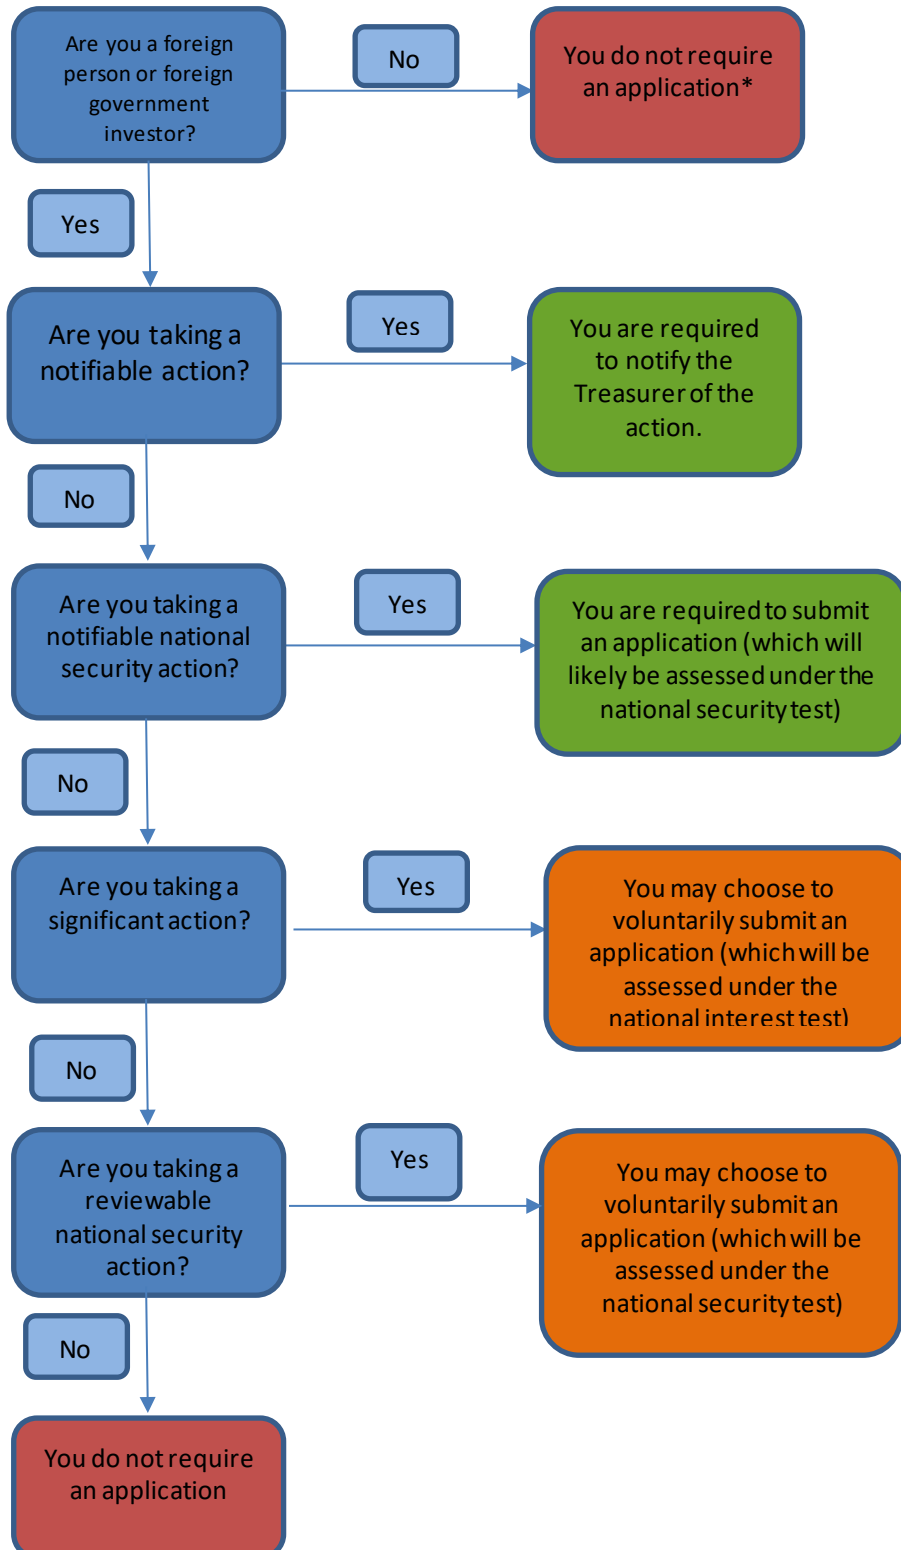 Are you a foreign
person or foreign
government
investor?
No
You do not require
an application*
Yes
Are you taking a
notifiable action?
Yes
You are required
to notify the
Treasurer of the
action.
No
Are you taking a
notifiable national
security action?
Yes
You are required to submit
an application (which will
likely be assessed under the
national security test)
No
Are you taking a
significant action?
Yes
You may choose to
voluntarily submit an
application (which will be
assessed under the
national interest test)
No
Are you taking a
reviewable
national security
action?
Yes
You may choose to
voluntarily submit an
application (which will be
assessed under the
national security test)
No
You do not require
an application